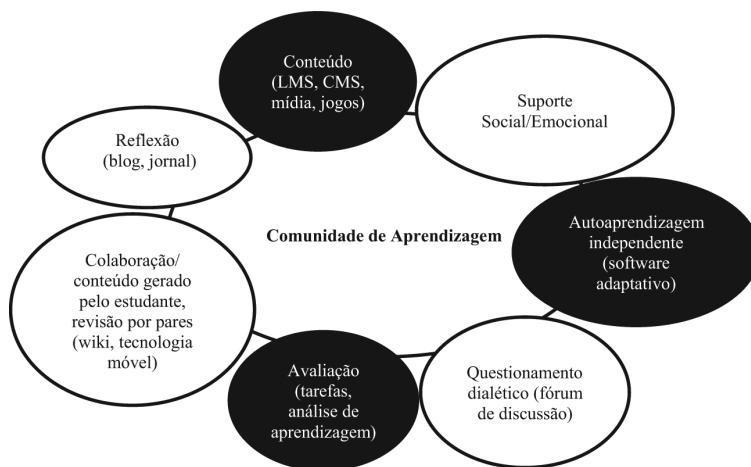 Conteúdo
(LMS, CMS,
mídia, jogos)
Suporte
Social/Emocional
Reflexão
(blog, jornal)
Comunidade de Aprendizagem
Autoaprendizagem
independente
(software
adaptativo)
Colaboração/
conteúdo gerado
pelo estudante,
revisão por pares
(wiki, tecnologia
móvel)
Avaliação
(tarefas,
análise de
aprendizagem)
Questionamento
dialético (fórum
de discussão)